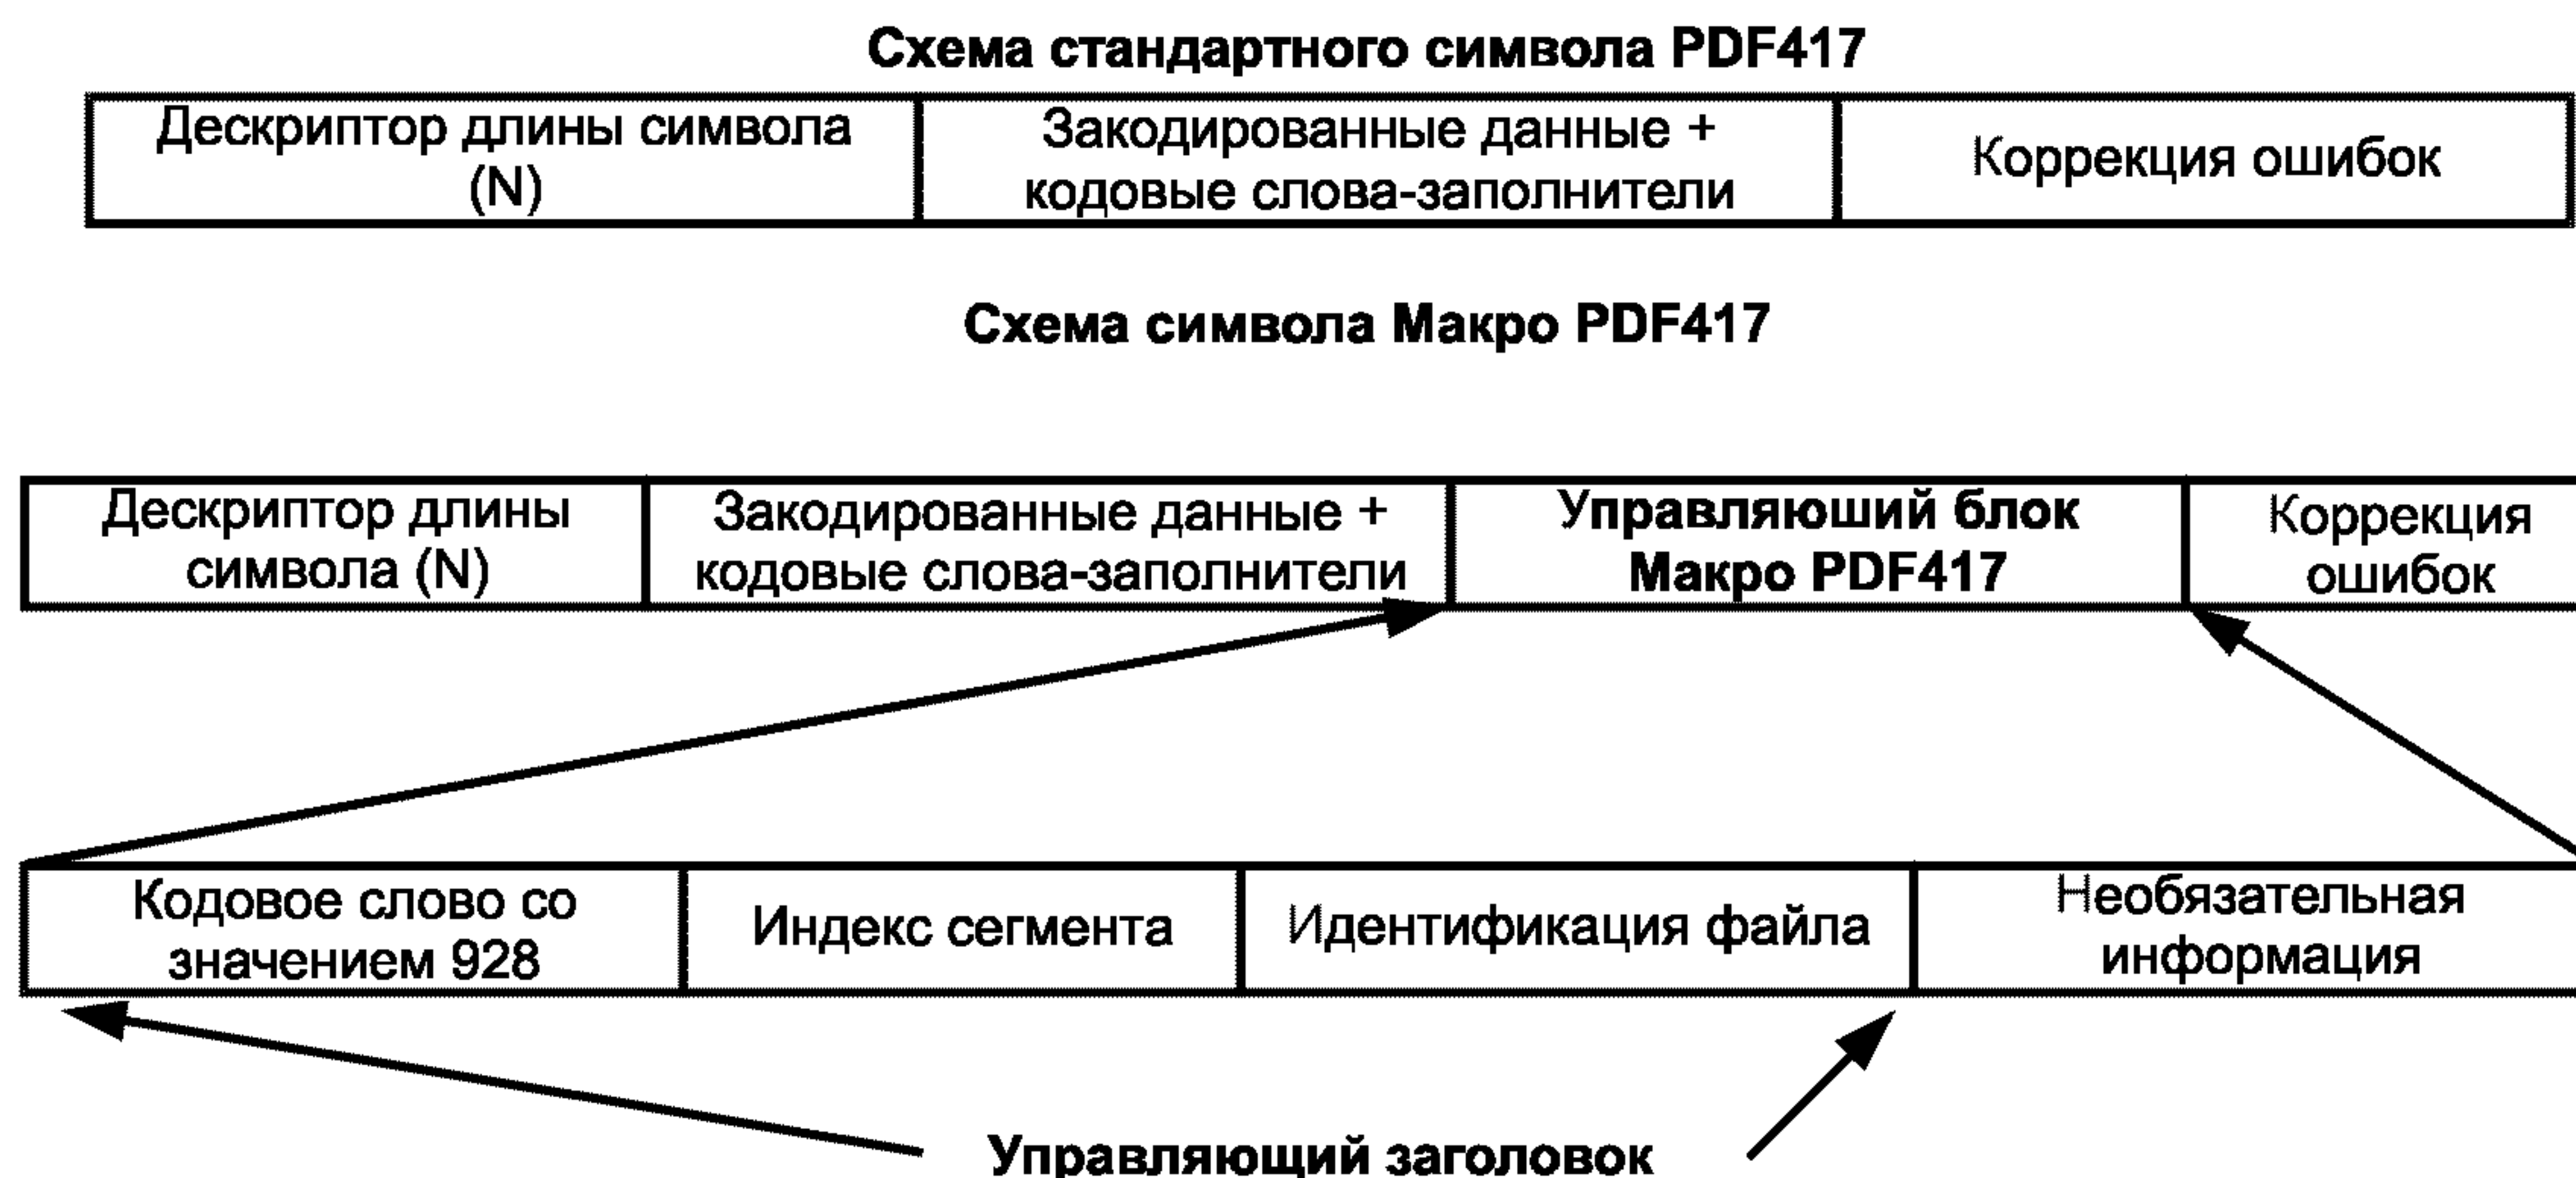 Схема стандартного символа PDF417
Дескриптор длины символа
(N)
Закодированные данные +
кодовые слова-заполнители
Коррекция ошибок
Схема символа Макро PDF417
Дескриптор длины
символа (N)
Закодированные данные +
кодовые слова-заполнители
Управляюший блок
Макро PDF417
Коррекция
ошибок
Кодовое слово со
значением 928
Индекс сегмента
Идентификация файла
Необязательная
информация
Управляющий заголовок